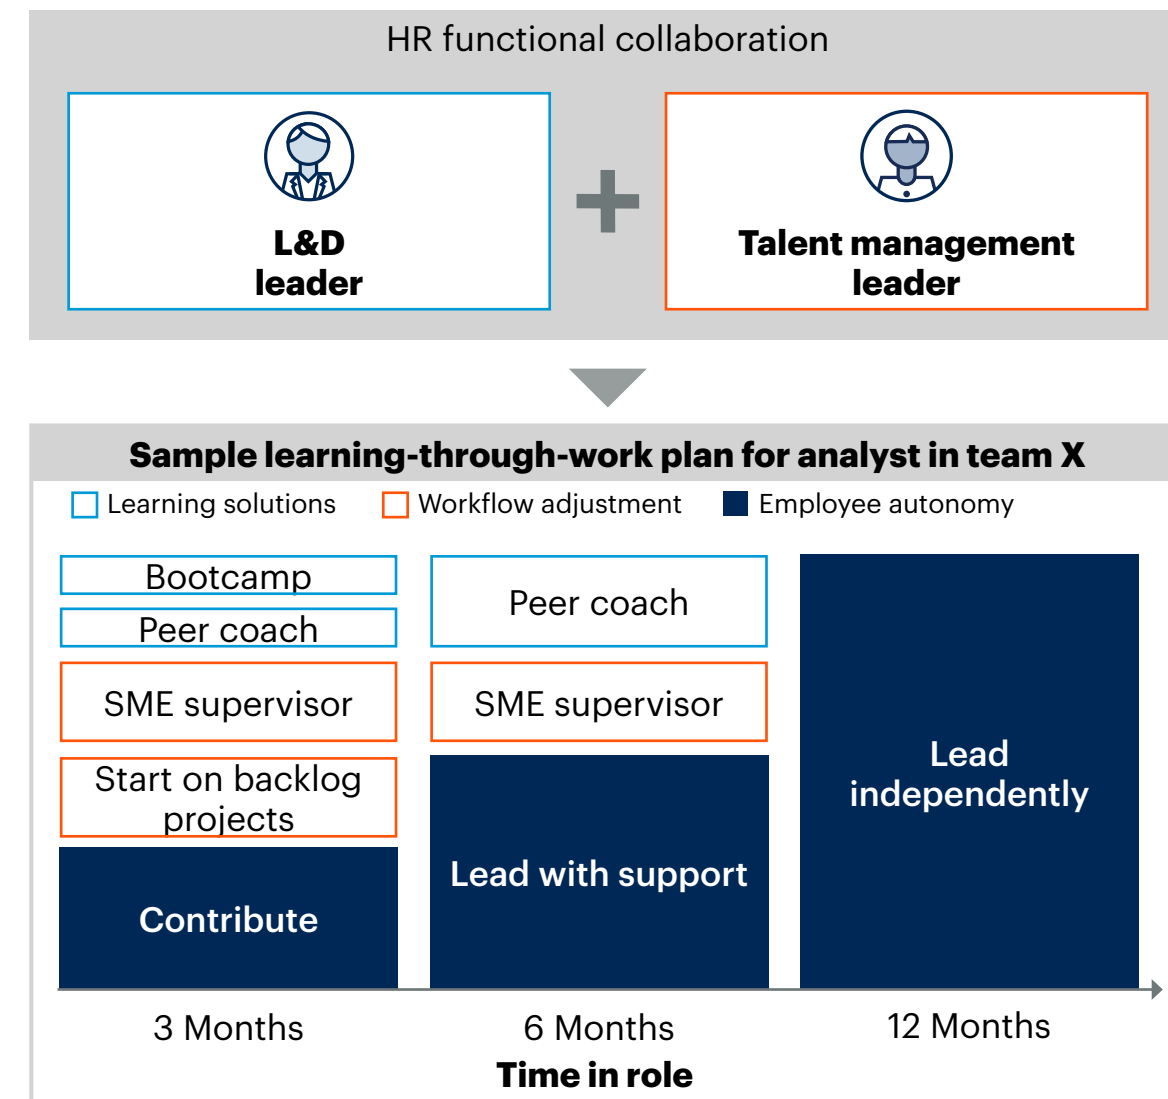 HR functional collaboration
L&D
leader
Talent management
leader
Sample learning-through-work plan for analyst in team X
Learning solutions
Workflow adjustment
Employee autonomy
Bootcamp
Peer coach
SME supervisor
Start on backlog
projects
Contribute
Peer coach
SME supervisor
Lead with support
Lead
independently
3 Months
6 Months
12 Months
Time in role